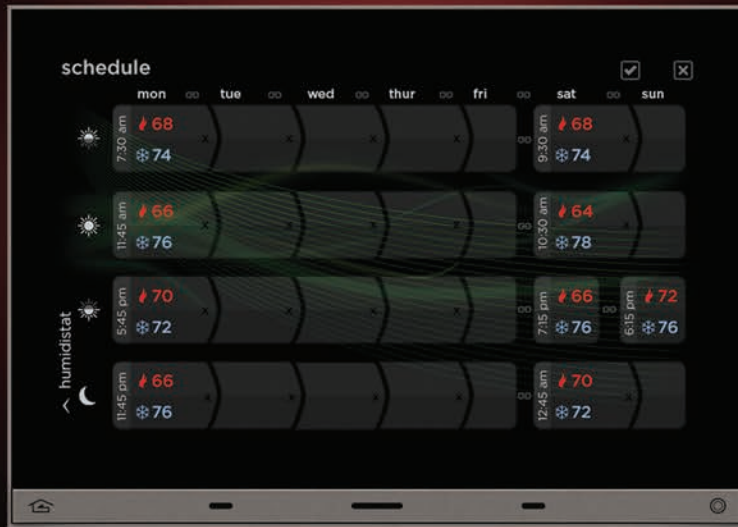 schedule
mon tue wed thur fri sat sun
7:30 am 68 74 9:30 am 68 74
11:45 am 66 76 10:30 am 64 78
5:45 pm 70 72 7:15 pm 66 76 6:15 pm 72 76
11:45 pm 66 76 12:45 am 70 72
humidistat